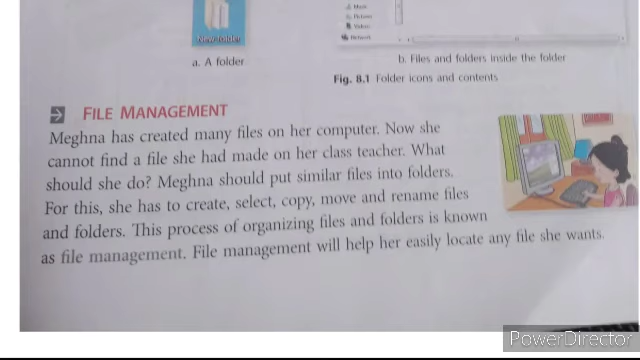 Music
Pictures
Videos
Network
New folder
a. A folder
b. Files and folders inside the folder
Fig. 8.1 Folder icons and contents
FILE MANAGEMENT
Meghna has created many files on her computer. Now she
cannot find a file she had made on her class teacher. What
should she do? Meghna should put similar files into folders.
For this, she has to create, select, copy, move and rename files
and folders. This process of organizing files and folders is known
as file management. File management will help her easily locate any file she wants.
PowerDirector